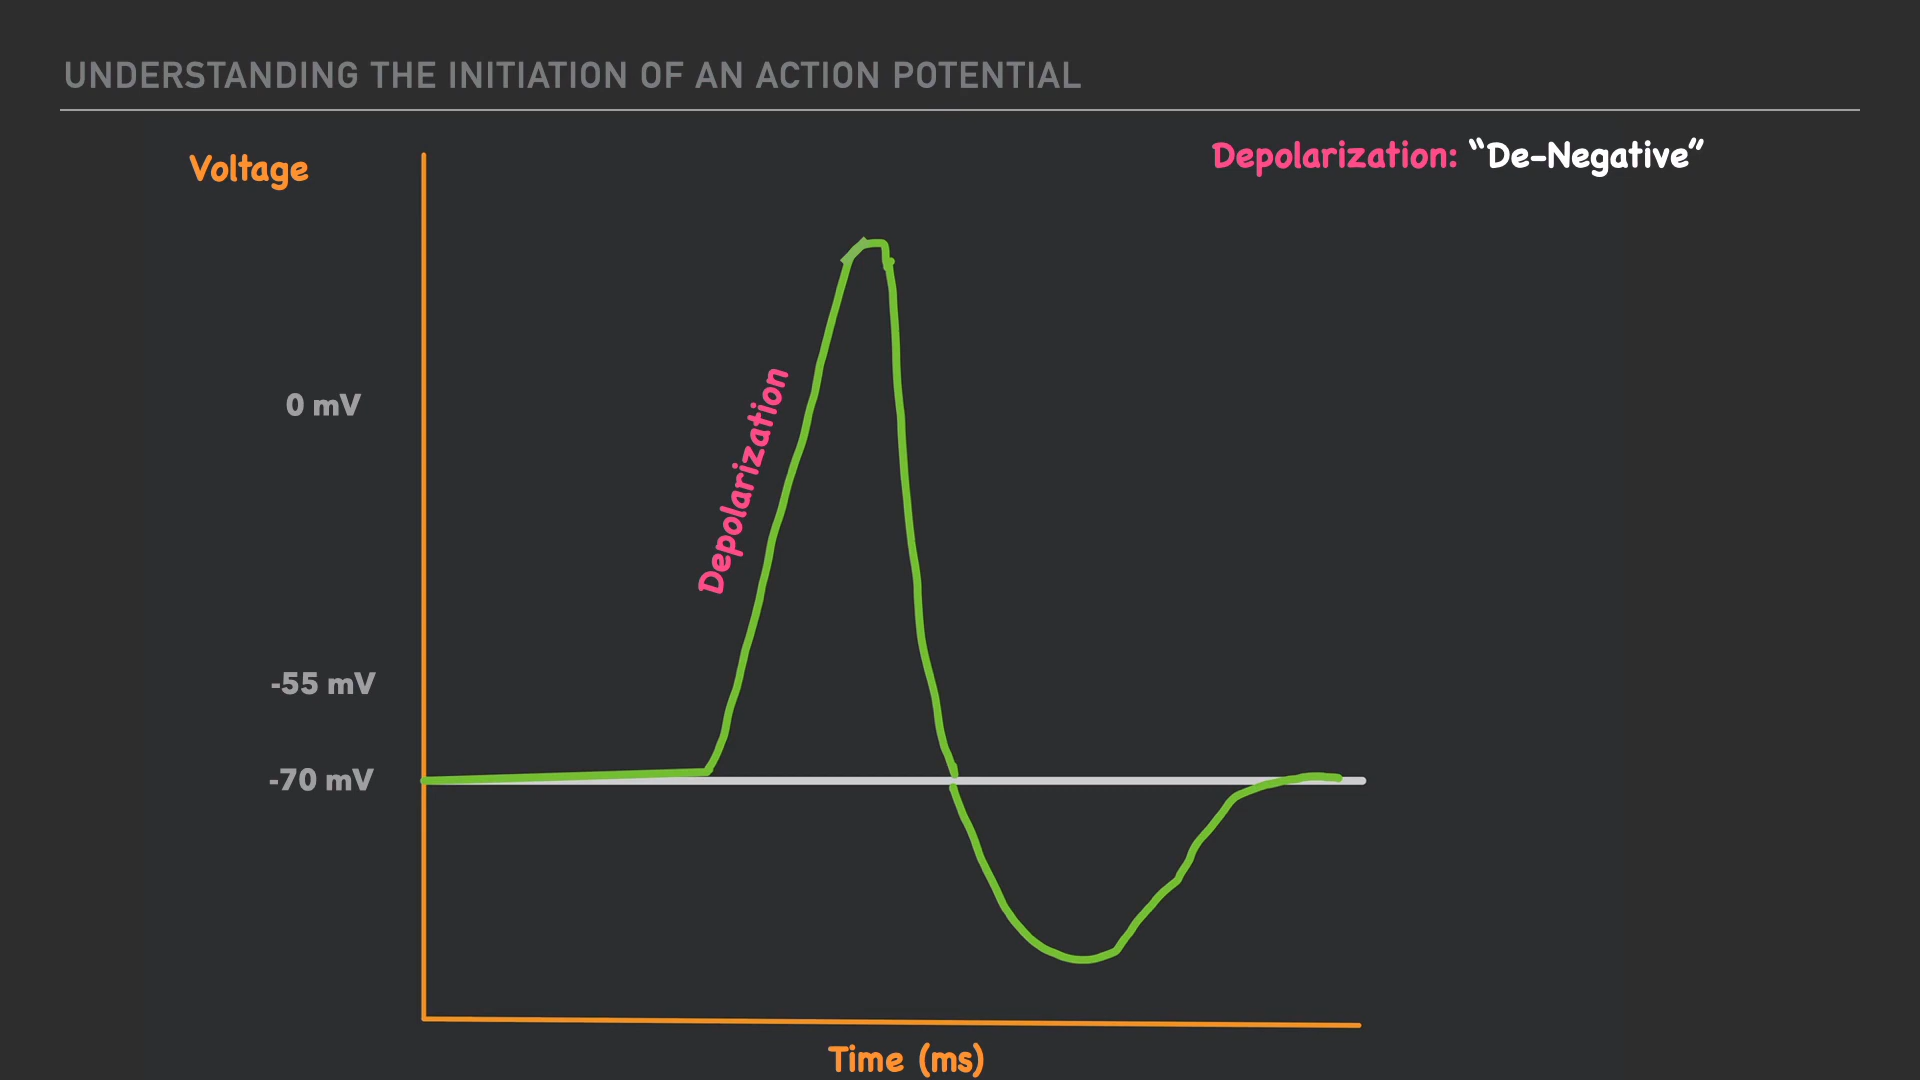 UNDERSTANDING THE INITIATION OF AN ACTION POTENTIAL
Voltage
Depolarization: “De-Negative”
0 mV
Depolarization
-55 mV
-70 mV
Time (ms)